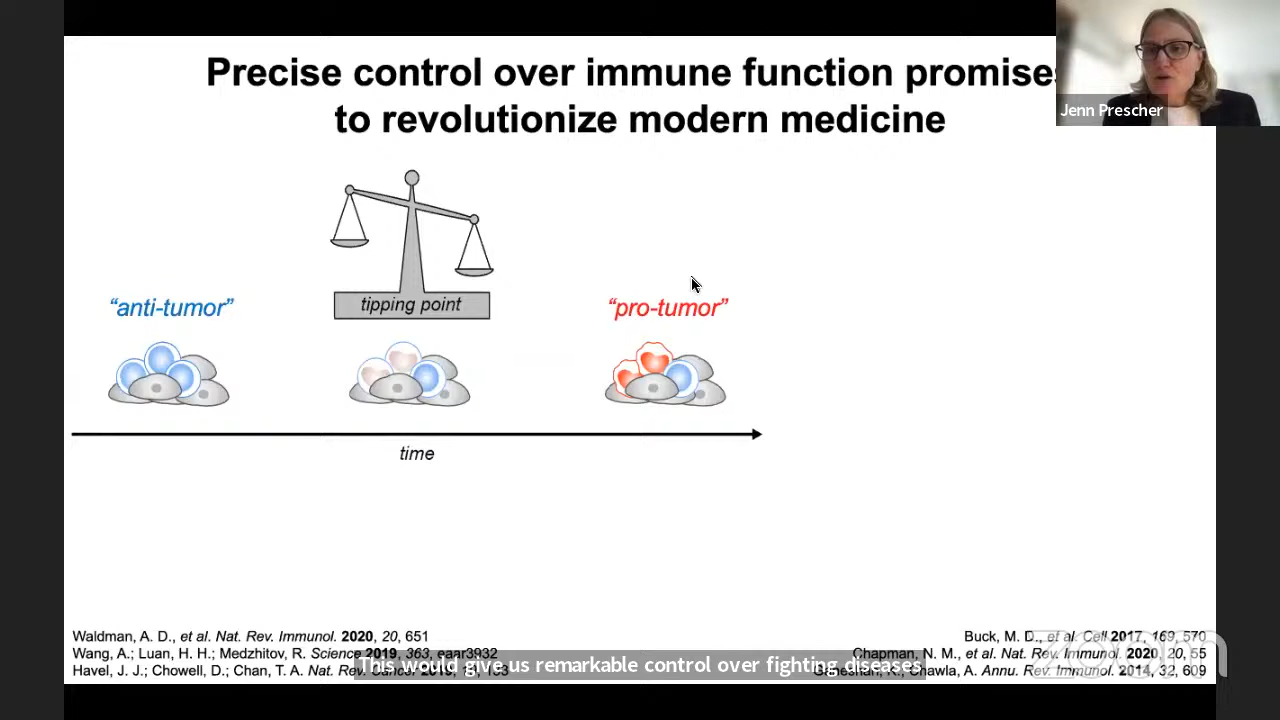 Precise control over immune function promises
to revolutionize modern medicine
Jenn Prescher
tipping point
“anti-tumor”
“pro-tumor”
time
Waldman, A. D., et al. Nat. Rev. Immunol. 2020, 20, 651
Wang, A.; Luan, H. H.; Medzhitov, R. Science 2019, 363, eaar3932
Havel, J. J.; Chowell, D.; Chan, T. A. Nat. Rev. Cancer 2019,
Buck, M. D., et al. Cell 2017, 169, 570
Chapman, N. M., et al. Nat. Rev. Immunol. 2020, 20, 55
Chawla, A. Annu. Rev. Immunol. 2014, 32, 609
This would give us remarkable control over fighting diseases
zoom